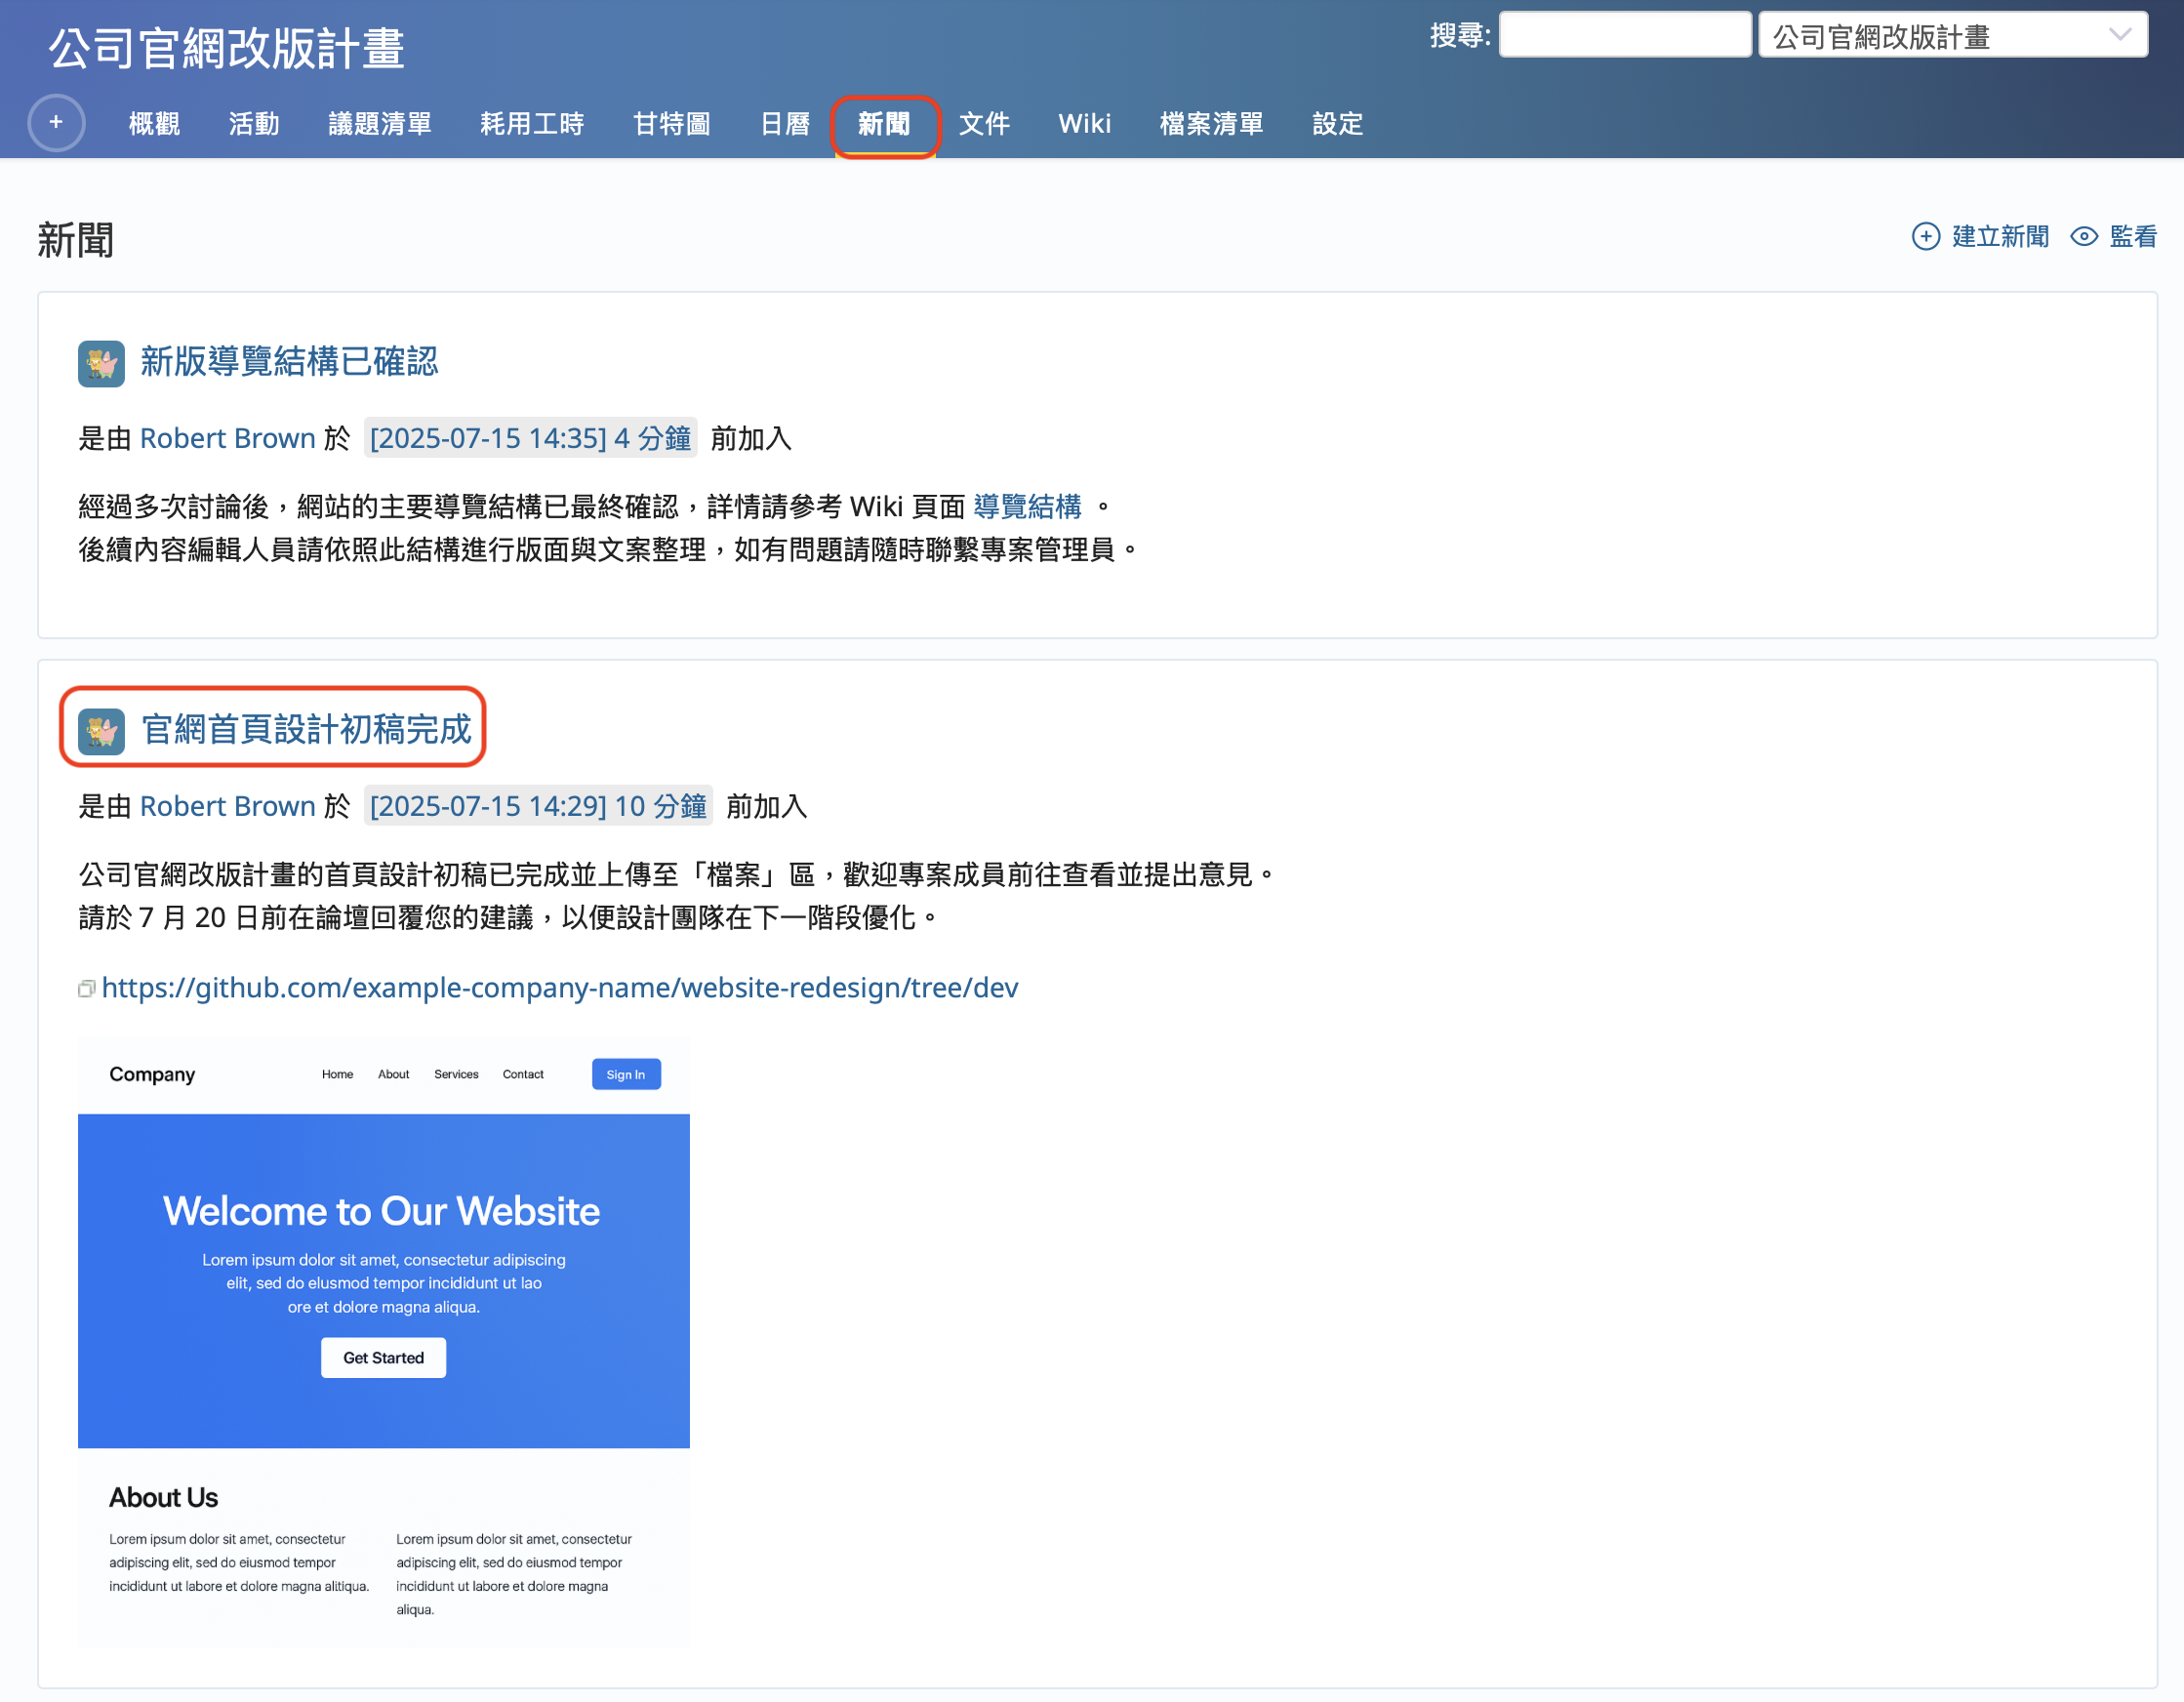 公司官網改版計畫
搜尋:
公司官網改版計畫
+ 概觀 活動 議題清單 耗用工時 甘特圖 日曆 新聞 文件 Wiki 檔案清單 設定
新聞
建立新聞 監看
新版導覽結構已確認
是由 Robert Brown 於 [2025-07-15 14:35] 4 分鐘 前加入
經過多次討論後，網站的主要導覽結構已最終確認，詳情請參考 Wiki 頁面 導覽結構 。
後續內容編輯人員請依照此結構進行版面與文案整理，如有問題請隨時聯繫專案管理員。
官網首頁設計初稿完成
是由 Robert Brown 於 [2025-07-15 14:29] 10 分鐘 前加入
公司官網改版計畫的首頁設計初稿已完成並上傳至「檔案」區，歡迎專案成員前往查看並提出意見。
請於 7 月 20 日前在論壇回覆您的建議，以便設計團隊在下一階段優化。
https://github.com/example-company-name/website-redesign/tree/dev
Company Home About Services Contact Sign In
Welcome to Our Website
Lorem ipsum dolor sit amet, consectetur adipiscing
elit, sed do elusmod tempor incididunt ut lao
ore et dolore magna aliqua.
Get Started
About Us
Lorem ipsum dolor sit amet, consectetur
adipiscing elit, sed do eiusmod tempor
incididunt ut labore et dolore magna alitiqua.
Lorem ipsum dolor sit amet, consectetur
adipiscing elit, sed do eiusmod tempor
incididunt ut labore et dolore magna
aliqua.